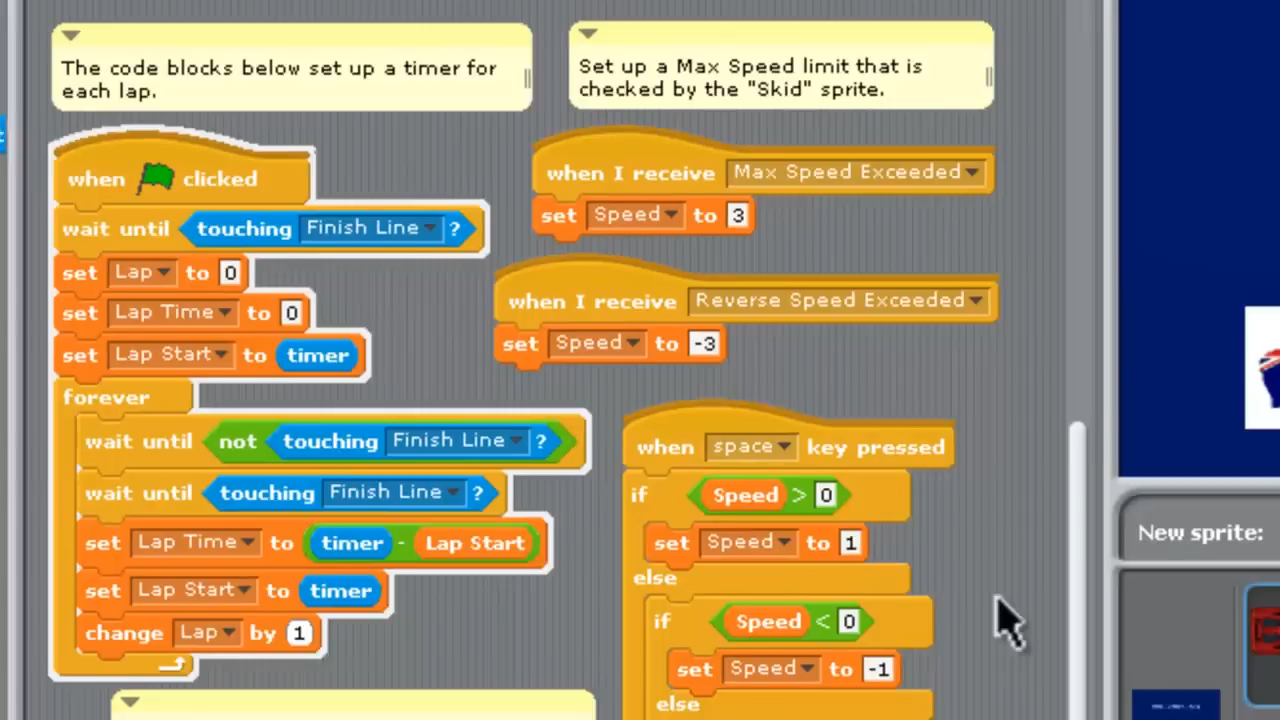 The code blocks below set up a timer for
each lap.
Set up a Max Speed limit that is
checked by the "Skid" sprite.
when clicked
wait until touching Finish Line ?
set Lap to 0
set Lap Time to 0
set Lap Start to timer
forever
wait until not touching Finish Line ?
wait until touching Finish Line ?
set Lap Time to timer - Lap Start
set Lap Start to timer
change Lap by 1
when I receive Max Speed Exceeded
set Speed to 3
when I receive Reverse Speed Exceeded
set Speed to -3
when space key pressed
if Speed > 0
set Speed to 1
else
if Speed < 0
set Speed to -1
else
New sprite: